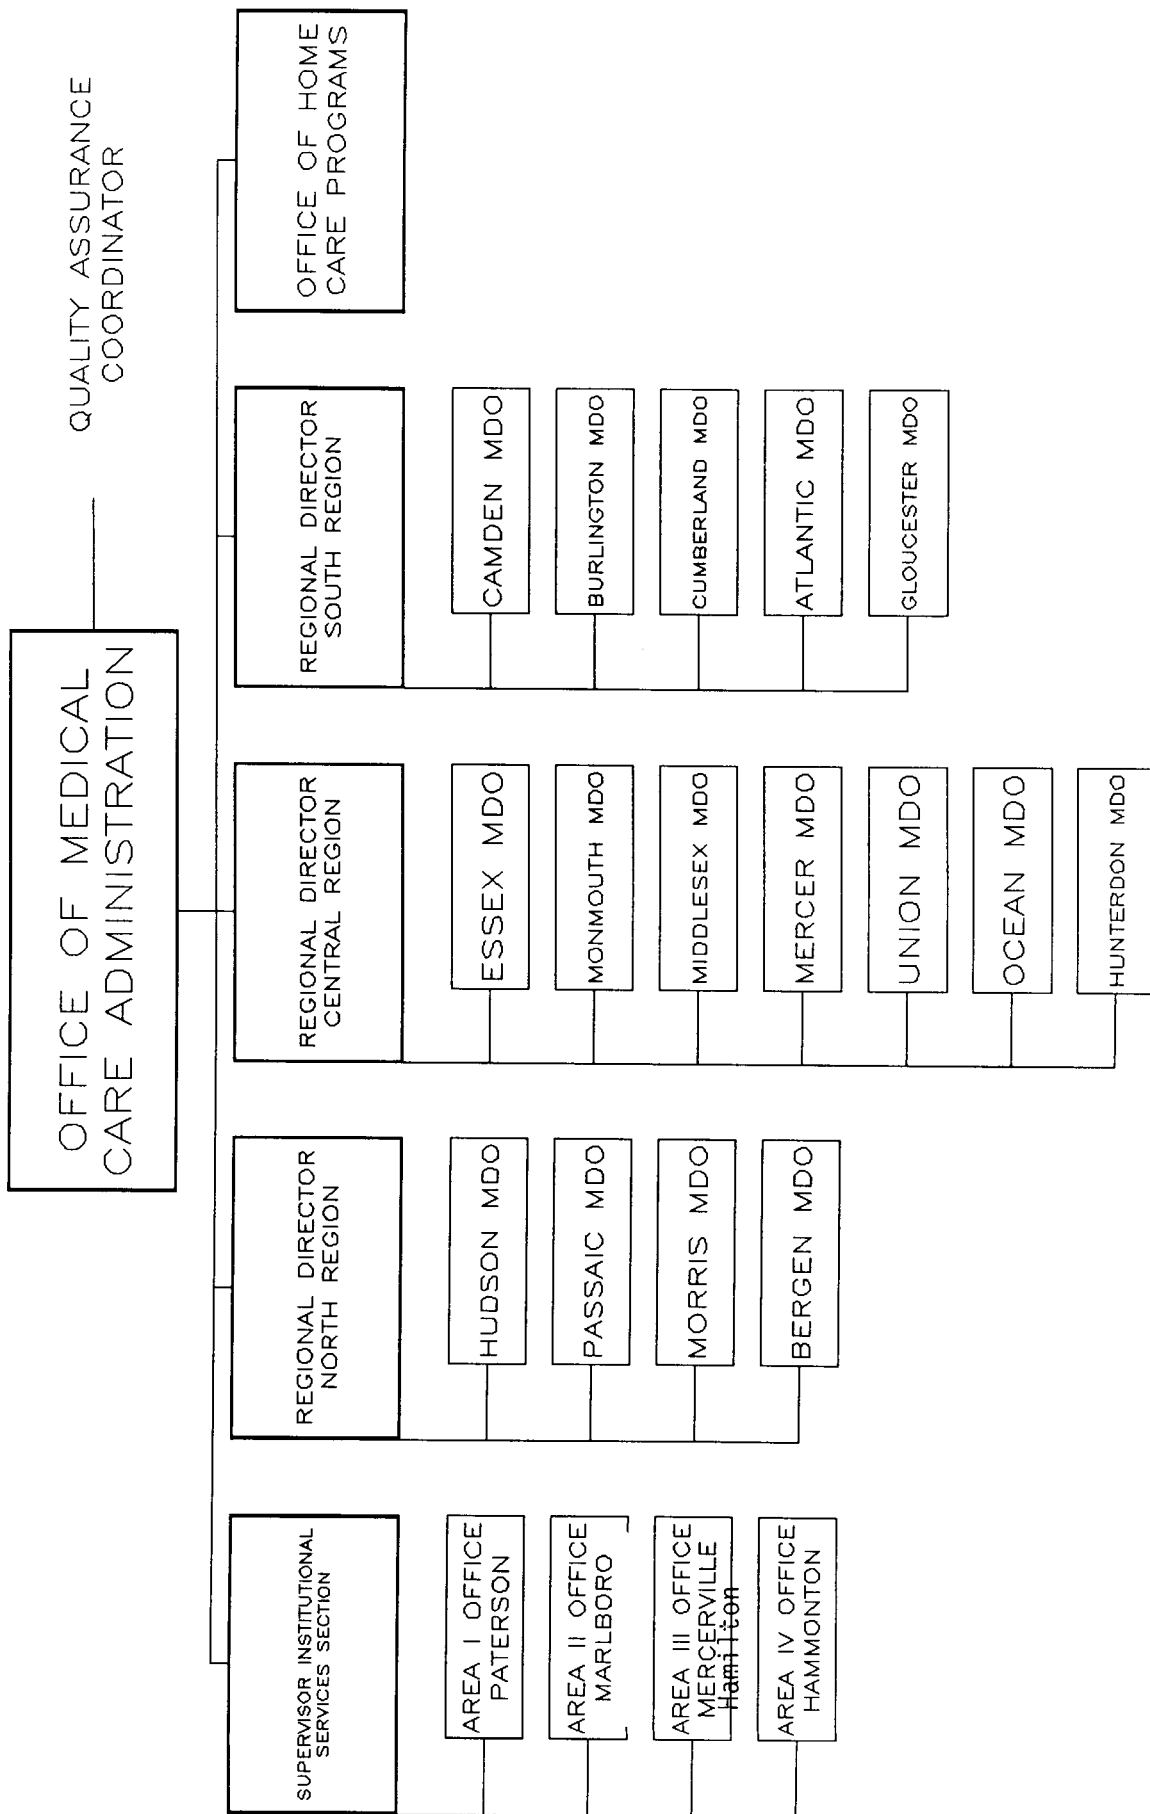 OFFICE OF MEDICAL
CARE ADMINISTRATION
QUALITY ASSURANCE
COORDINATOR
SUPERVISOR INSTITUTIONAL
SERVICES SECTION
AREA I OFFICE
PATERSON
AREA II OFFICE
MARLBORO
AREA III OFFICE
MERCERVILLE
Hamilton
AREA IV OFFICE
HAMMONTON
REGIONAL DIRECTOR
NORTH REGION
HUDSON MDO
PASSAIC MDO
MORRIS MDO
BERGEN MDO
REGIONAL DIRECTOR
CENTRAL REGION
ESSEX MDO
MONMOUTH MDO
MIDDLESEX MDO
MERCER MDO
UNION MDO
OCEAN MDO
HUNTERDON MDO
REGIONAL DIRECTOR
SOUTH REGION
CAMDEN MDO
BURLINGTON MDO
CUMBERLAND MDO
ATLANTIC MDO
GLOUCESTER MDO
OFFICE OF HOME
CARE PROGRAMS